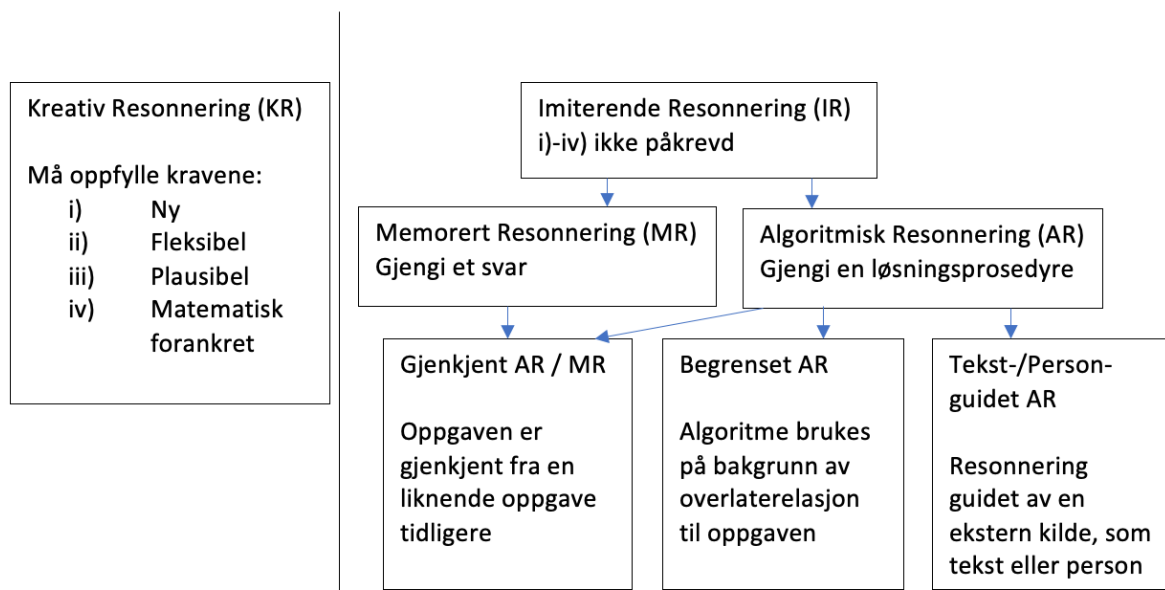 Kreativ Resonnering (KR)
Må oppfylle kravene:
i) Ny
ii) Fleksibel
iii) Plausibel
iv) Matematisk
forankret
Imiterende Resonnering (IR)
i)-iv) ikke påkrevd
Memorert Resonnering (MR)
Gjengi et svar
Algoritmisk Resonnering (AR)
Gjengi en løsningsprosedyre
Gjenkjent AR / MR
Oppgaven er
gjenkjent fra en
liknende oppgave
tidligere
Begrenset AR
Algoritme brukes
på bakgrunn av
overlaterelasjon
til oppgaven
Tekst-/Person-
guidet AR
Resonnering
guidet av en
ekstern kilde, som
tekst eller person